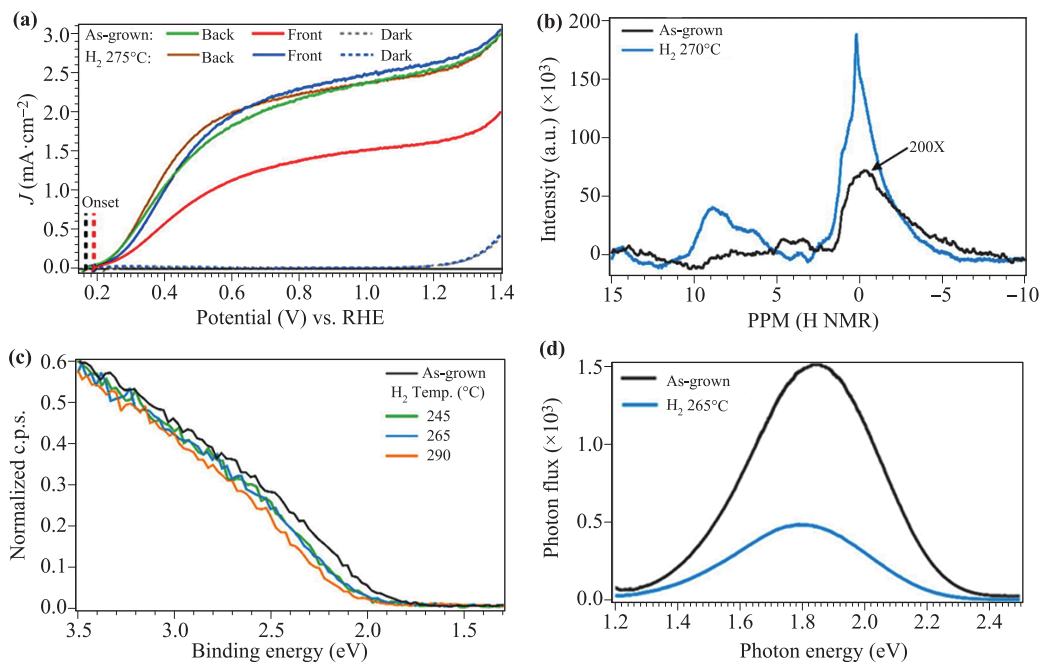 (a)
As-grown: Back Front Dark
H₂ 275°C: Back Front Dark
3.0
2.5
2.0
1.5
1.0
0.5
0.0
J (mA·cm⁻²)
Onset
0.2 0.4 0.6 0.8 1.0 1.2 1.4
Potential (V) vs. RHE
(b)
As-grown
H₂ 270°C
200X
200
150
100
50
0
Intensity (a.u.) (×10³)
15 10 5 0 −5 −10
PPM (H NMR)
(c)
As-grown
H₂ Temp. (°C)
245
265
290
0.6
0.5
0.4
0.3
0.2
0.1
0.0
Normalized c.p.s.
3.5 3.0 2.5 2.0 1.5
Binding energy (eV)
(d)
As-grown
H₂ 265°C
1.5
1.0
0.5
0.0
Photon flux (×10³)
1.2 1.4 1.6 1.8 2.0 2.2 2.4
Photon energy (eV)